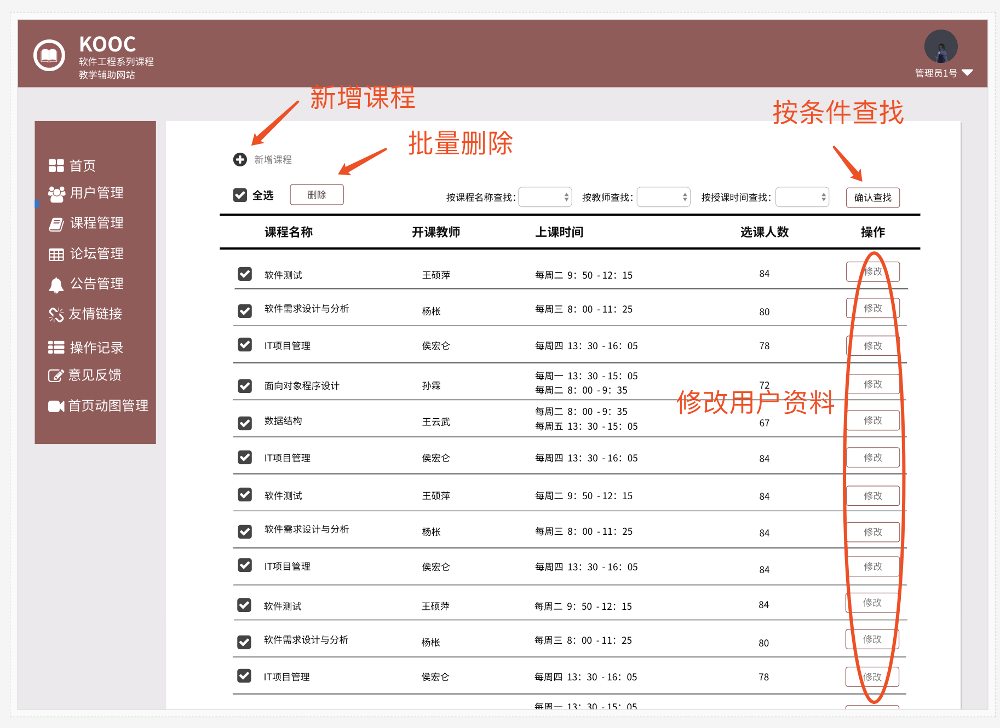 KOOC
软件工程系列课程
教学辅助网站
管理员1号
新增课程
按条件查找
批量删除
新增课程
全选 删除 按课程名称查找： 按教师查找： 按授课时间查找： 确认查找
首页
用户管理
课程管理
论坛管理
公告管理
友情链接
操作记录
意见反馈
首页动图管理
课程名称 开课教师 上课时间 选课人数 操作
软件测试 王硕萍 每周二 9：50 - 12：15 84 修改
软件需求设计与分析 杨枨 每周三 8：00 - 11：25 80 修改
IT项目管理 侯宏仑 每周四 13：30 - 16：05 78 修改
面向对象程序设计 孙霖 每周一 13：30 - 15：05 72 修改
每周二 8：00 - 9：35
修改用户资料
数据结构 王云武 每周二 8：00 - 9：35 67 修改
每周五 13：30 - 15：05
IT项目管理 侯宏仑 每周四 13：30 - 16：05 84 修改
软件测试 王硕萍 每周二 9：50 - 12：15 84 修改
软件需求设计与分析 杨枨 每周三 8：00 - 11：25 84 修改
IT项目管理 侯宏仑 每周四 13：30 - 16：05 84 修改
软件测试 王硕萍 每周二 9：50 - 12：15 84 修改
软件需求设计与分析 杨枨 每周三 8：00 - 11：25 80 修改
IT项目管理 侯宏仑 每周四 13：30 - 16：05 78 修改
每周一 13：30 - 15：05